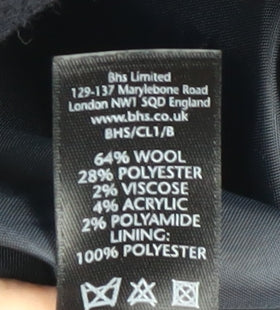 Bhs Limited
129-137 Marylebone Road
London NW1 5QD England
www.bhs.co.uk
BHS/CL1/B
64% WOOL
28% POLYESTER
2% VISCOSE
4% ACRYLIC
2% POLYAMIDE
LINING:
100% POLYESTER